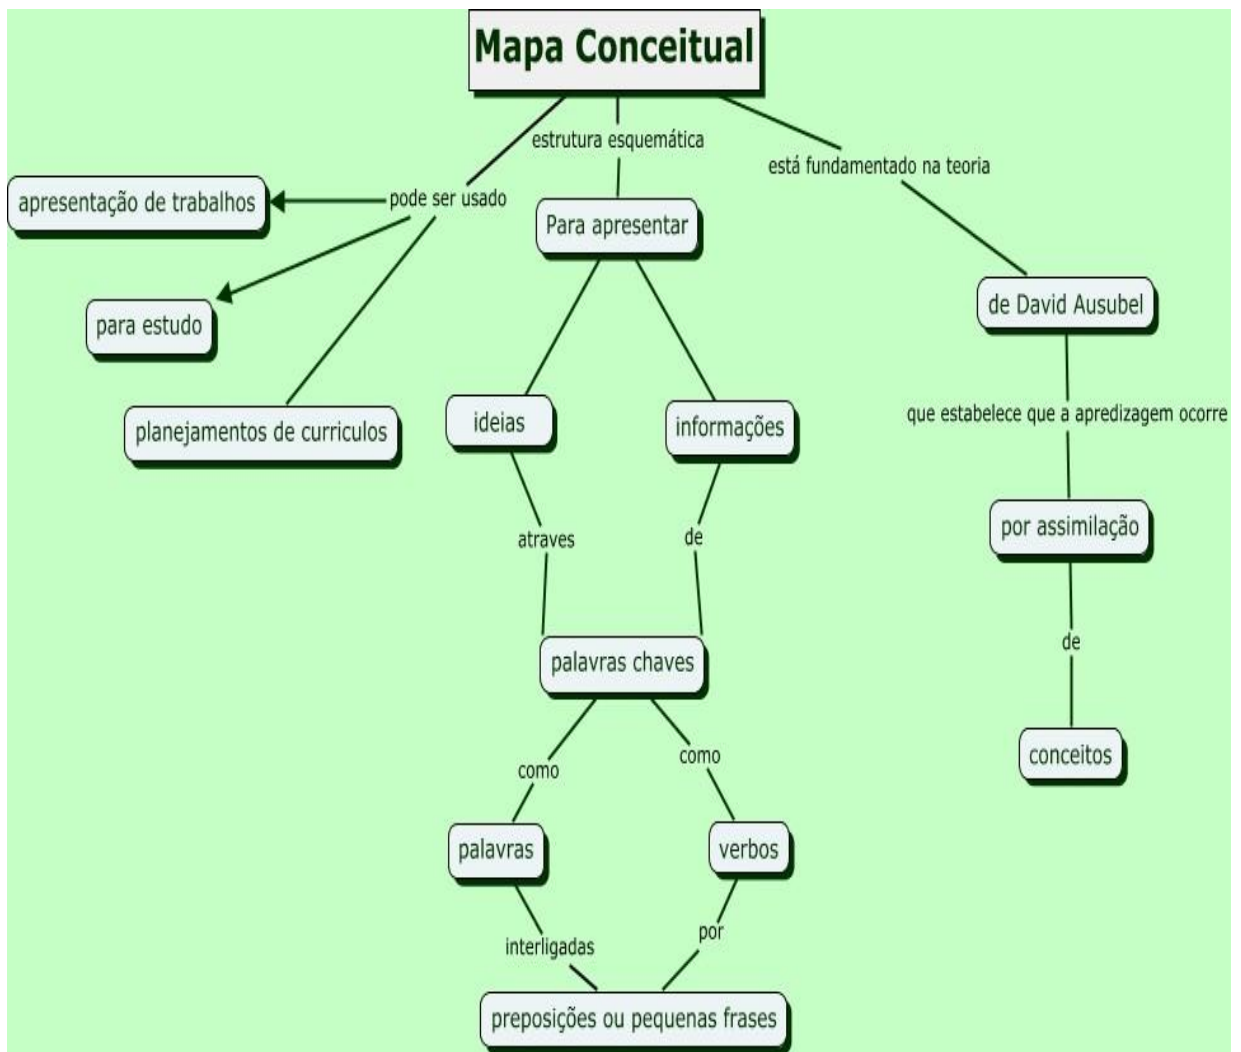 Mapa Conceitual
estrutura esquemática
está fundamentado na teoria
pode ser usado
apresentação de trabalhos
Para apresentar
de David Ausubel
para estudo
planejamentos de curriculos
ideias
informações
que estabelece que a apredizagem ocorre
atraves
de
por assimilação
de
palavras chaves
como
como
conceitos
palavras
verbos
interligadas
por
preposições ou pequenas frases